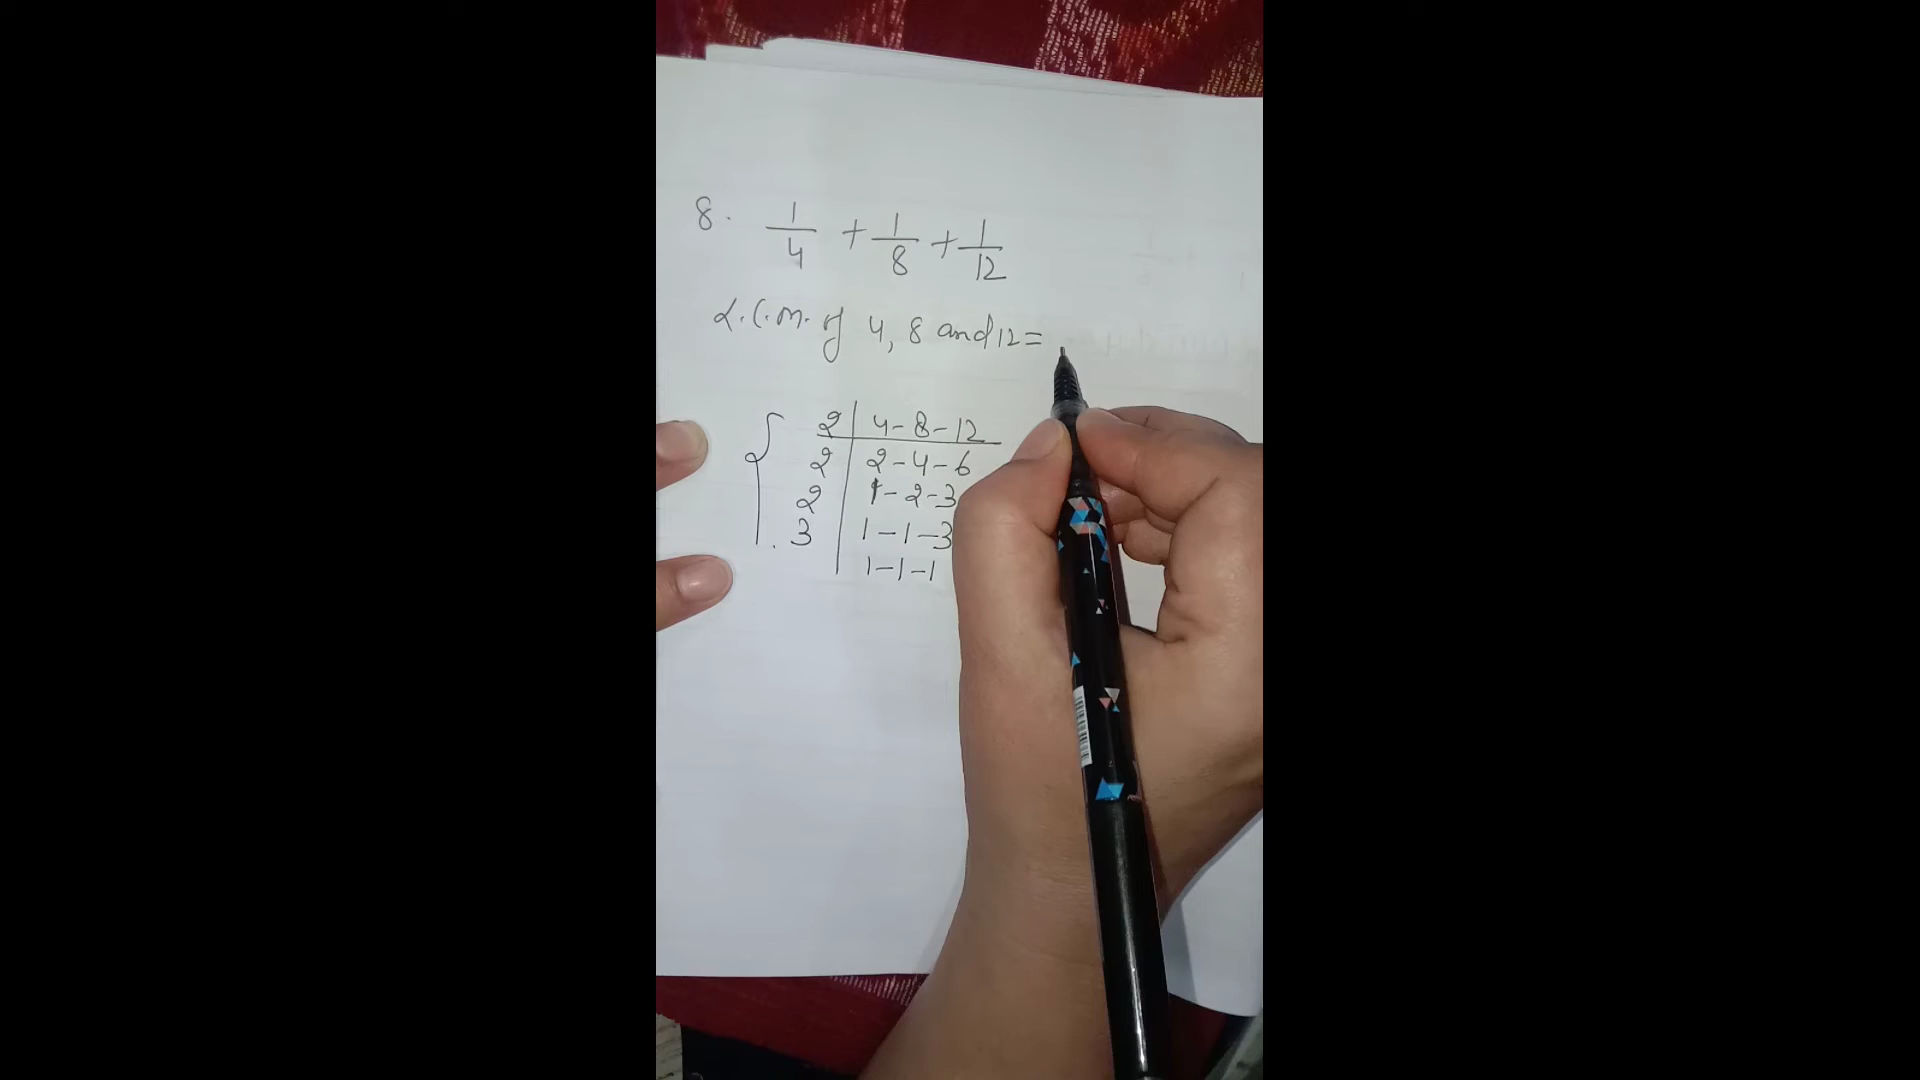 8. 1/4 + 1/8 + 1/12
L.C.M. of 4, 8 and 12 =
2 | 4-8-12
2 | 2-4-6
2 | 1-2-3
3 | 1-1-3
1-1-1